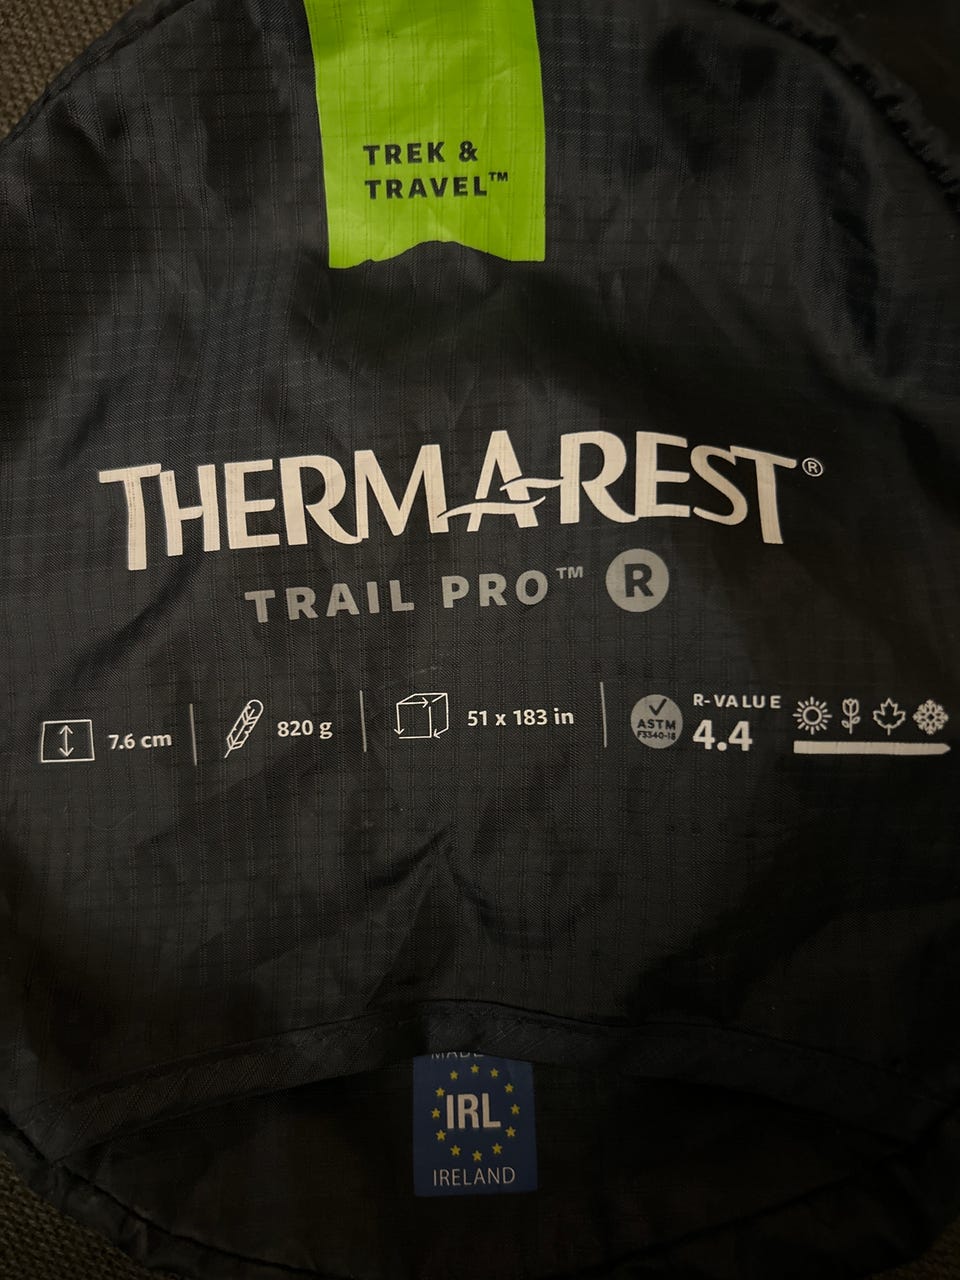 TREK &
TRAVEL™
THERMAREST®
TRAIL PRO™ R
7.6 cm
820 g
51 x 183 in
ASTM
F3340-18
R-VALUE
4.4
MADE
IRL
IRELAND